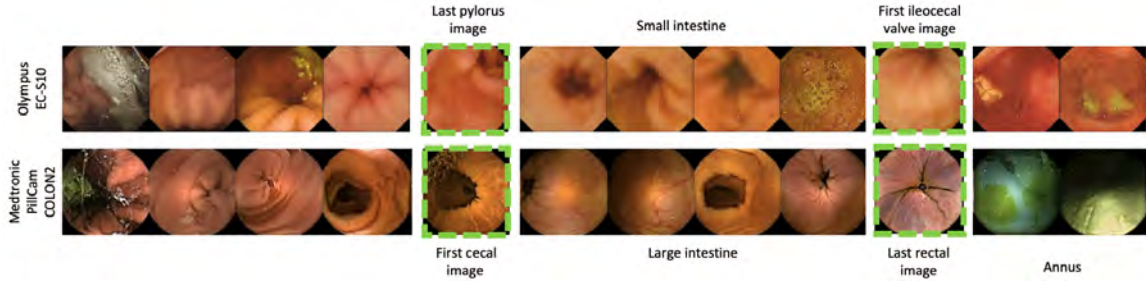 Last pylorus
image
Small intestine
First ileocecal
valve image
Olympus
EC-S10
Medtronic
PillCam
COLON2
First cecal
image
Large intestine
Last rectal
image
Annus